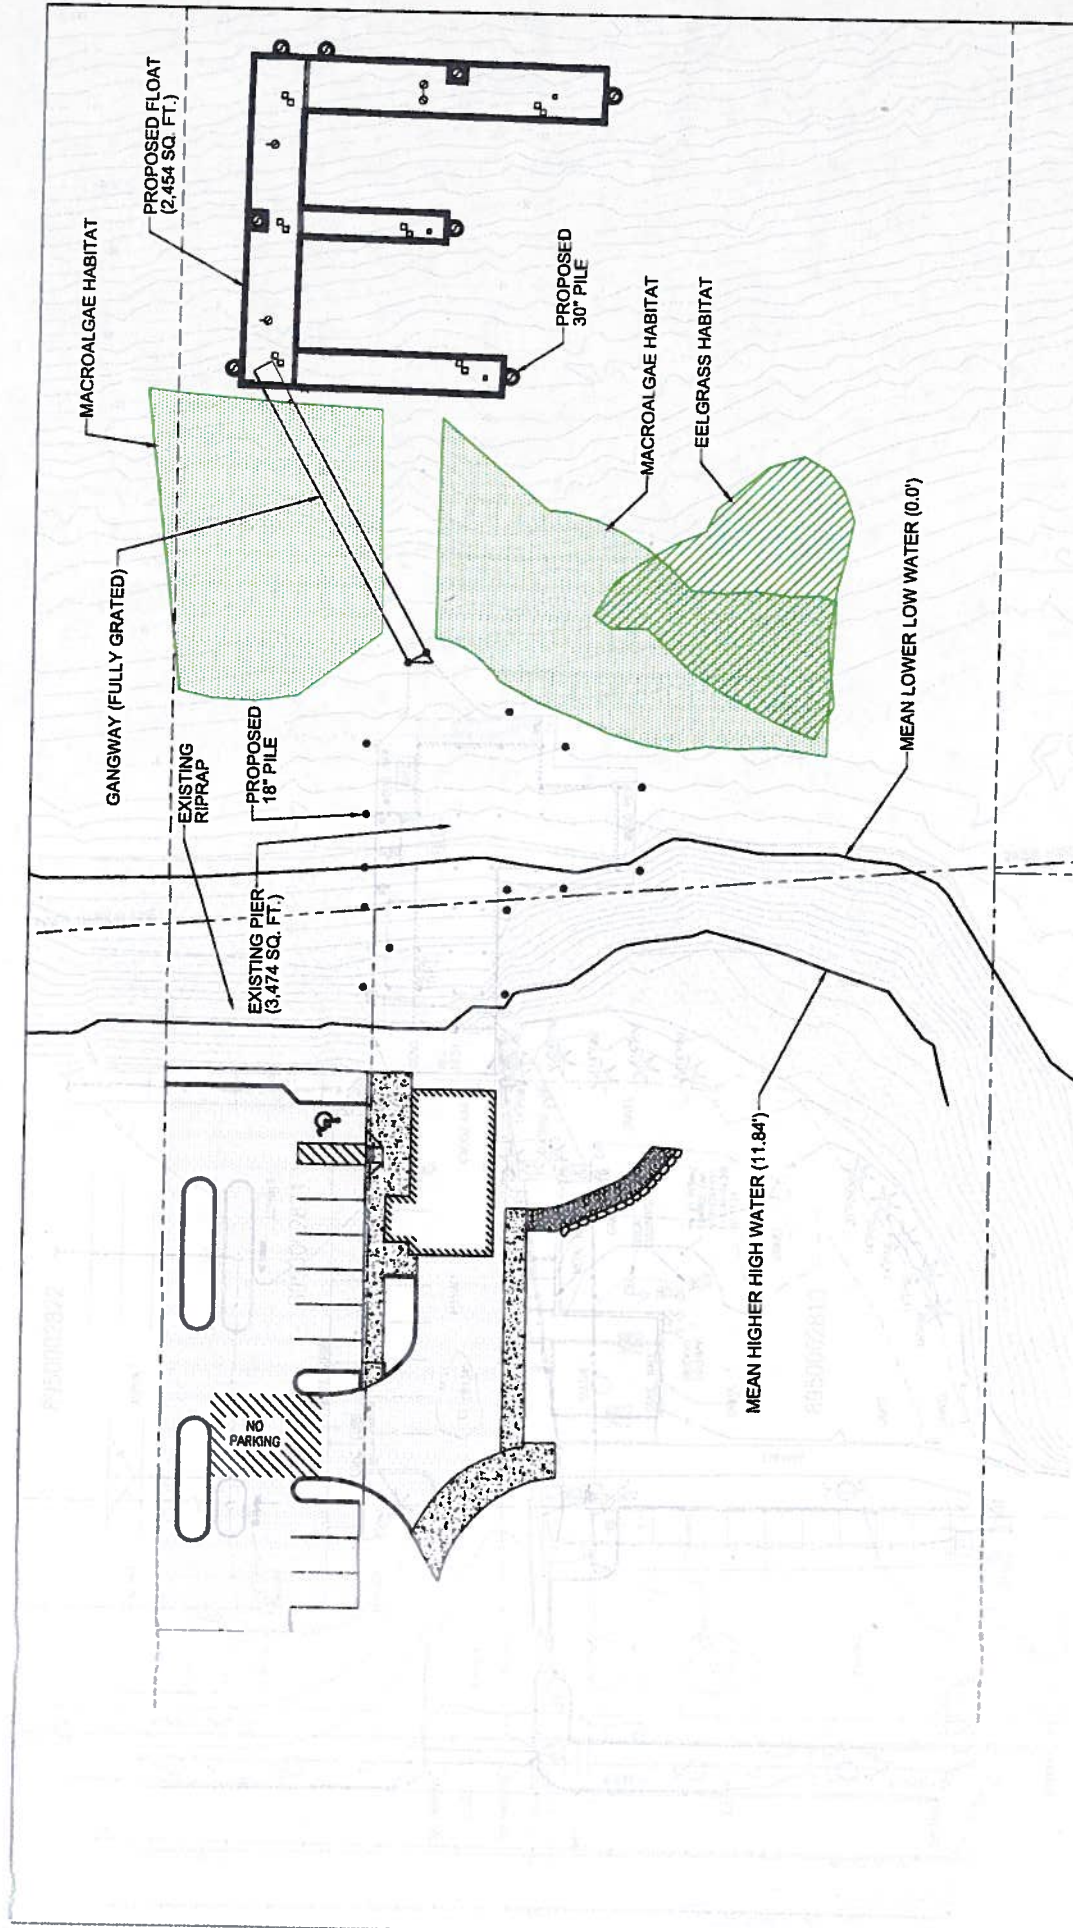 MACROALGAE HABITAT
PROPOSED FLOAT
(2,454 SQ. FT.)
GANGWAY (FULLY GRATED)
EXISTING
RIPRAP
PROPOSED
18" PILE
EXISTING PIER
(3,474 SQ. FT.)
PROPOSED
30" PILE
MACROALGAE HABITAT
EELGRASS HABITAT
MEAN LOWER LOW WATER (0.0')
MEAN HIGHER HIGH WATER (11.84')
NO
PARKING